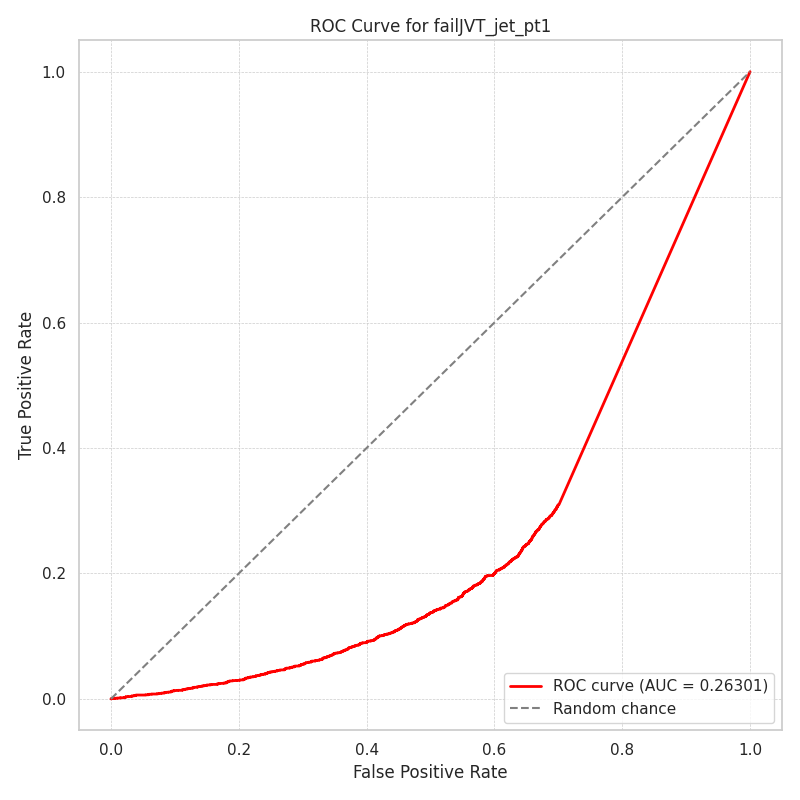 ROC Curve for failJVT_jet_pt1
True Positive Rate
1.0
0.8
0.6
0.4
0.2
0.0
ROC curve (AUC = 0.26301)
Random chance
0.0 0.2 0.4 0.6 0.8 1.0
False Positive Rate